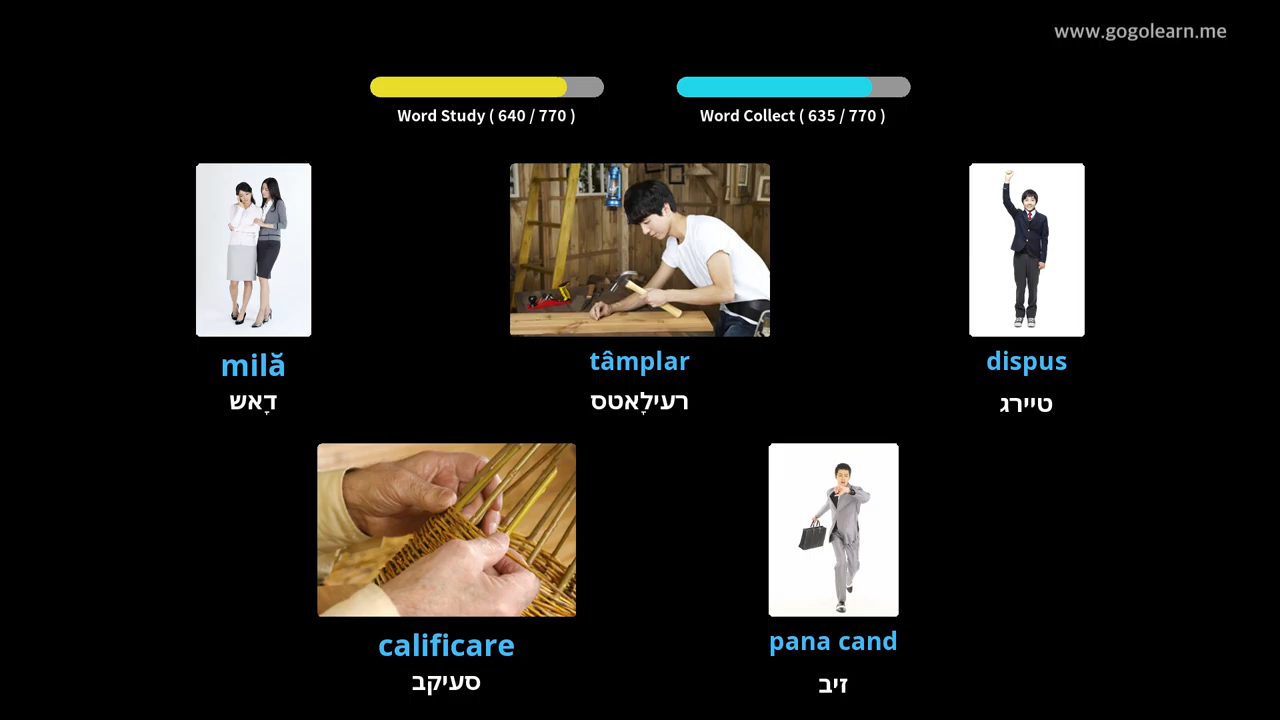 www.gogolearn.me
Word Study ( 640 / 770 )
Word Collect ( 635 / 770 )
milă
דָאש
tâmplar
רעילָאטס
dispus
טיירג
calificare
סעיקב
pana cand
זיב